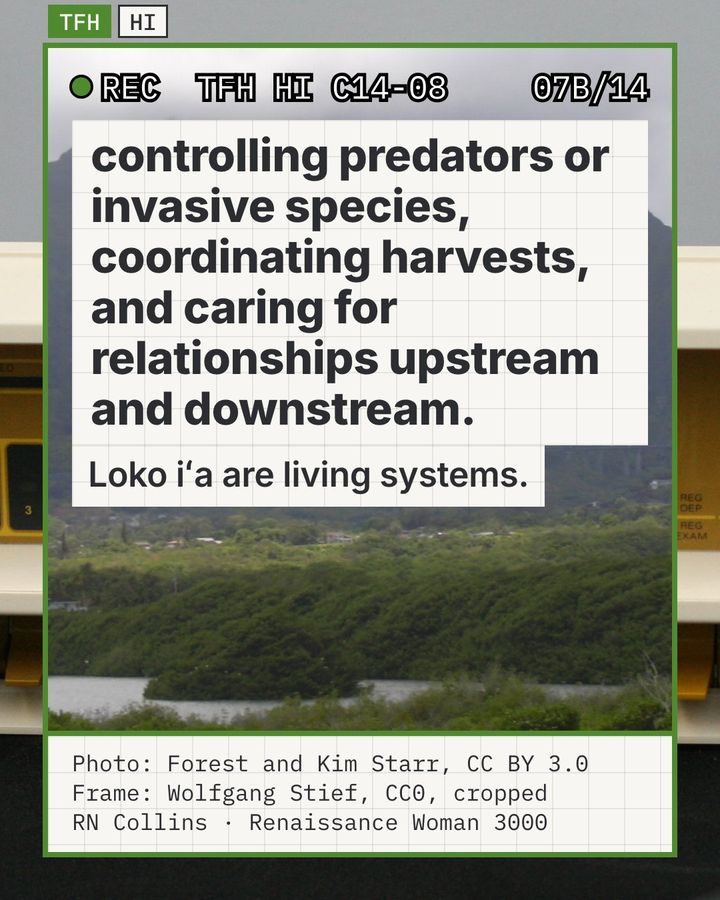 TFH HI
REC TFH HI C14-08 07B/14
controlling predators or
invasive species,
coordinating harvests,
and caring for
relationships upstream
and downstream.
Loko iʻa are living systems.
3
REG
DEP
REG
EXAM
Photo: Forest and Kim Starr, CC BY 3.0
Frame: Wolfgang Stief, CC0, cropped
RN Collins · Renaissance Woman 3000